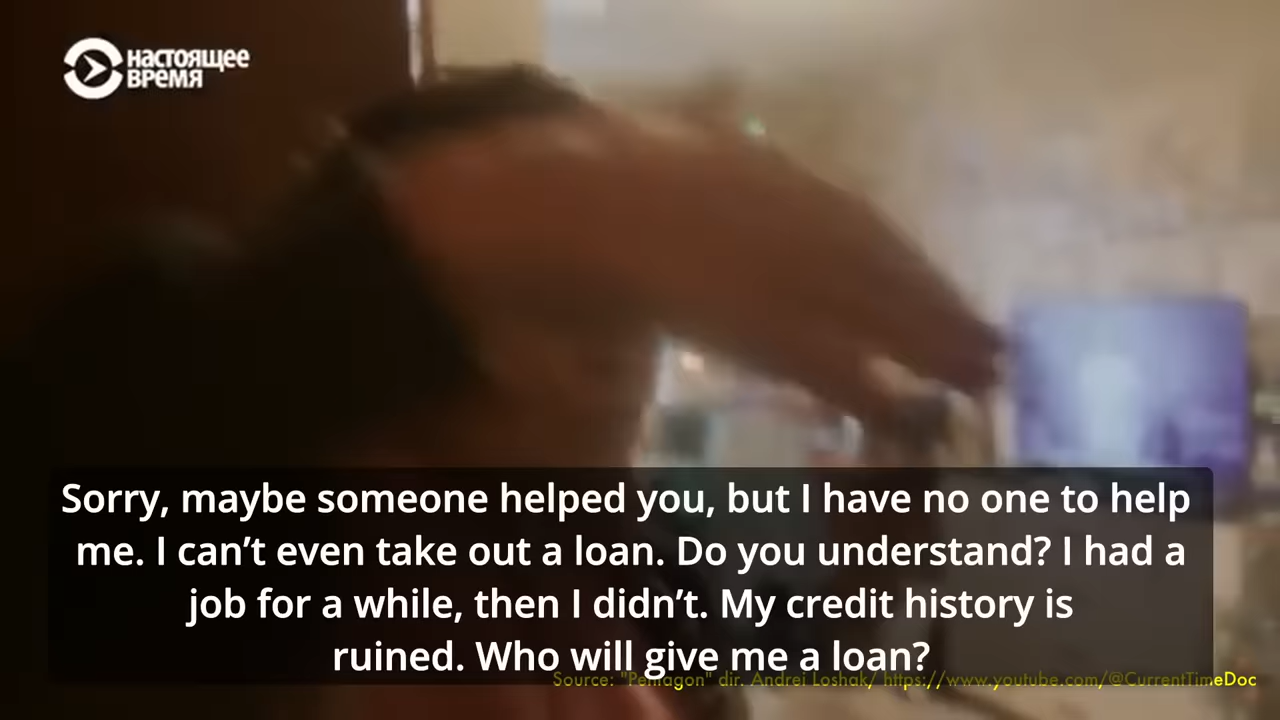 НАСТОЯЩЕЕ
ВРЕМЯ
Sorry, maybe someone helped you, but I have no one to help
me. I can’t even take out a loan. Do you understand? I had a
job for a while, then I didn’t. My credit history is
ruined. Who will give me a loan?
Source: "Pentagon" dir. Andrei Loshak/ https://www.youtube.com/@CurrentTimeDoc